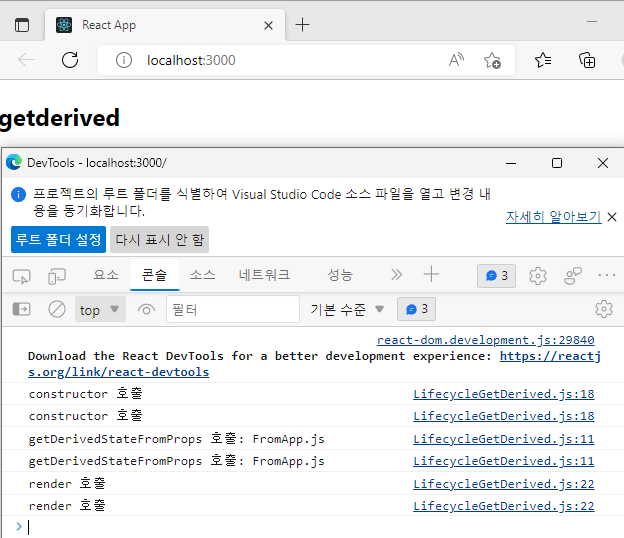 React App
localhost:3000
getderived
DevTools - localhost:3000/
프로젝트의 루트 폴더를 식별하여 Visual Studio Code 소스 파일을 열고 변경 내
용을 동기화합니다.
자세히 알아보기
루트 폴더 설정 다시 표시 안 함
요소 콘솔 소스 네트워크 성능 3
top 필터 기본 수준 3
react-dom.development.js:29840
Download the React DevTools for a better development experience: https://reactj
s.org/link/react-devtools
constructor 호출 LifecycleGetDerived.js:18
constructor 호출 LifecycleGetDerived.js:18
getDerivedStateFromProps 호출: FromApp.js LifecycleGetDerived.js:11
getDerivedStateFromProps 호출: FromApp.js LifecycleGetDerived.js:11
render 호출 LifecycleGetDerived.js:22
render 호출 LifecycleGetDerived.js:22